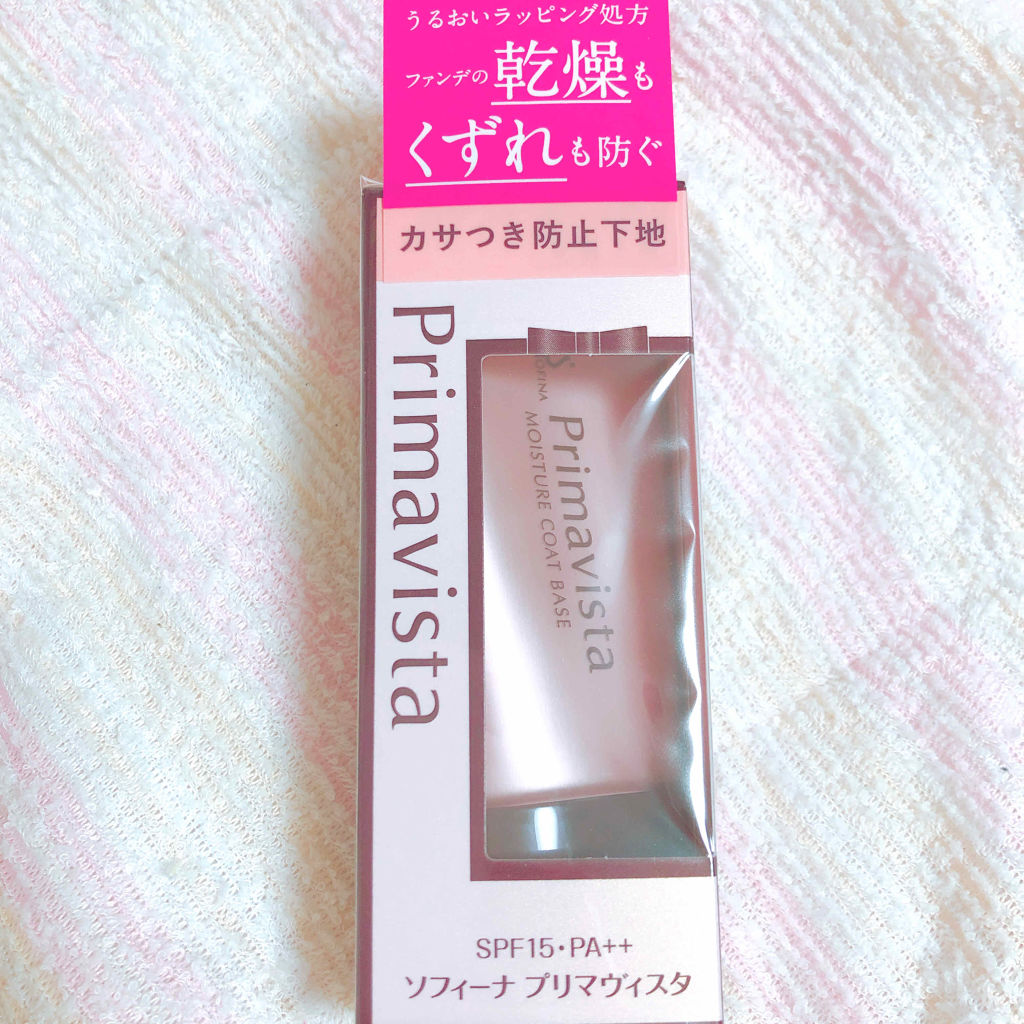 うるおいラッピング処方
ファンデの乾燥も
くずれも防ぐ
カサつき防止下地
Primavista
Primavista
MOISTURE COAT BASE
SPF15・PA++
ソフィーナ プリマヴィスタ